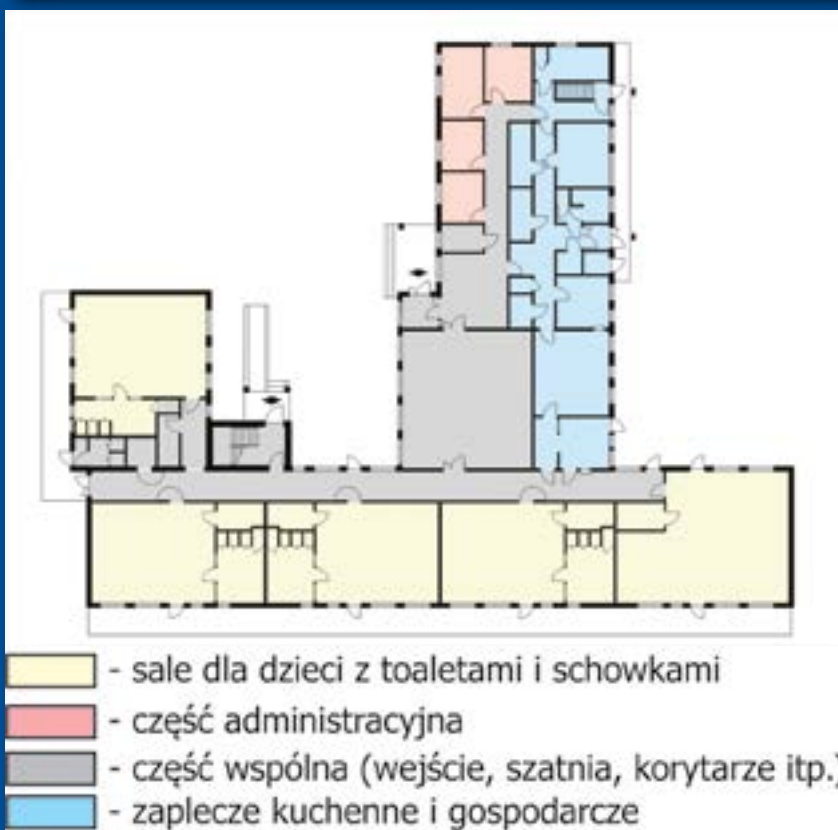 - sale dla dzieci z toaletami i schowkami
- część administracyjna
- część wspólna (wejście, szatnia, korytarze itp.)
- zaplecze kuchenne i gospodarcze